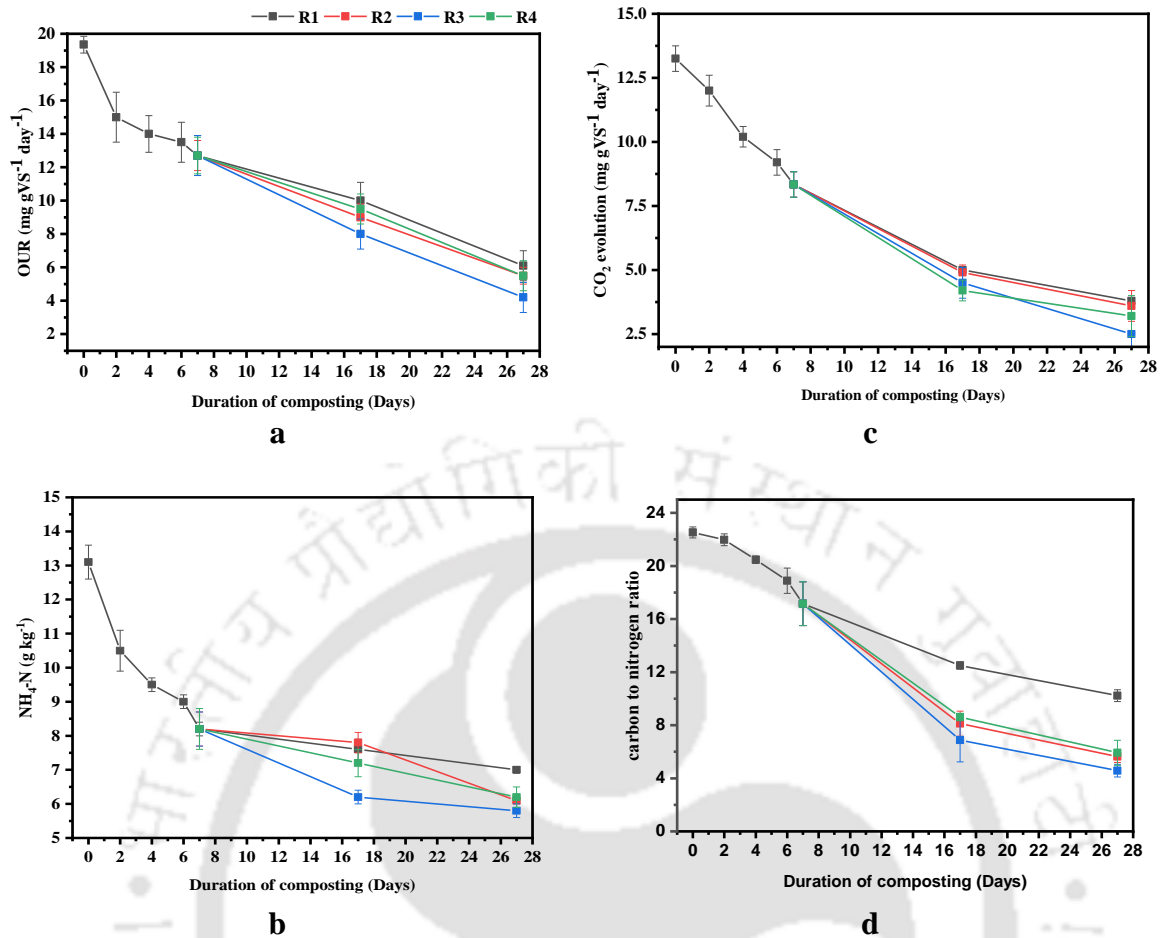 R1 R2 R3 R4
20
18
16
14
12
10
8
6
4
2
OUR (mg gVS⁻¹ day⁻¹)
0 2 4 6 8 10 12 14 16 18 20 22 24 26 28
Duration of composting (Days)
a
15.0
12.5
10.0
7.5
5.0
2.5
CO₂ evolution (mg gVS⁻¹ day⁻¹)
0 2 4 6 8 10 12 14 16 18 20 22 24 26 28
Duration of composting (Days)
c
15
14
13
12
11
10
9
8
7
6
5
NH₄-N (g kg⁻¹)
0 2 4 6 8 10 12 14 16 18 20 22 24 26 28
Duration of composting (Days)
b
24
20
16
12
8
4
0
carbon to nitrogen ratio
0 2 4 6 8 10 12 14 16 18 20 22 24 26 28
Duration of composting (Days)
d